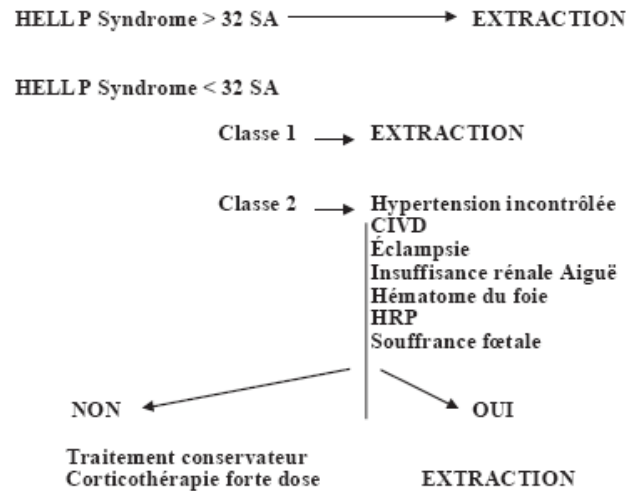 HELLP Syndrome > 32 SA EXTRACTION
HELLP Syndrome < 32 SA
Classe 1 EXTRACTION
Classe 2 Hypertension incontrôlée
CIVD
Éclampsie
Insuffisance rénale Aiguë
Hématome du foie
HRP
Souffrance fœtale
NON OUI
Traitement conservateur
Corticothérapie forte dose EXTRACTION